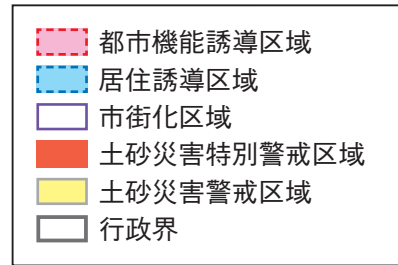 都市機能誘導区域
居住誘導区域
市街化区域
土砂災害特別警戒区域
土砂災害警戒区域
行政界